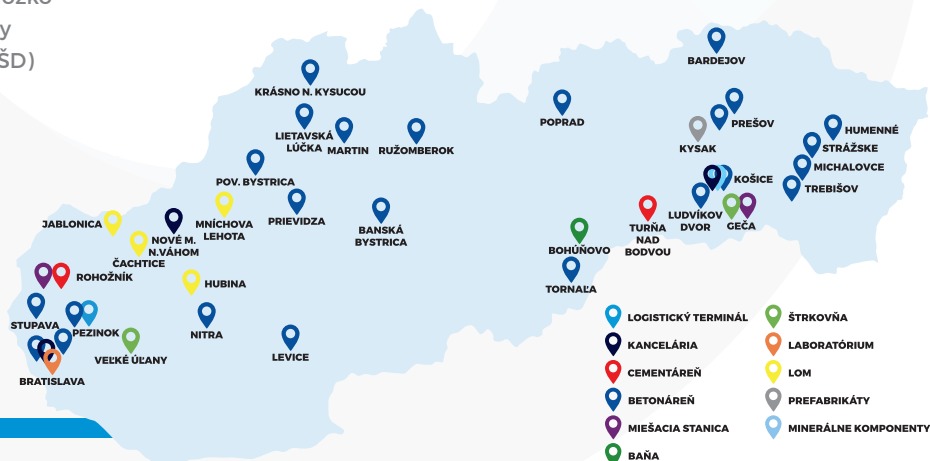 y
ŠD)
BARDEJOV
KRÁSNO N. KYSUCOU
POPRAD
PREŠOV
HUMENNÉ
LIETAVSKÁ
LÚČKA
MARTIN
RUŽOMBEROK
KYSAK
STRÁŽSKE
MICHALOVCE
POV. BYSTRICA
KOŠICE
TREBIŠOV
JABLONICA
MNÍCHOVA
LEHOTA
PRIEVIDZA
BANSKÁ
BYSTRICA
LUDVÍKOV
DVOR
GEČA
NOVÉ M.
N.VÁHOM
TURŇA
NAD
BODVOU
ČACHTICE
BOHÚŇOVO
ROHOŽNÍK
HUBINA
TORNAĽA
STUPAVA
PEZINOK
NITRA
VEĽKÉ ÚĽANY
LEVICE
BRATISLAVA
LOGISTICKÝ TERMINÁL
KANCELÁRIA
CEMENTÁREŇ
BETONÁREŇ
MIEŠACIA STANICA
BAŇA
ŠTRKOVŇA
LABORATÓRIUM
LOM
PREFABRIKÁTY
MINERÁLNE KOMPONENTY